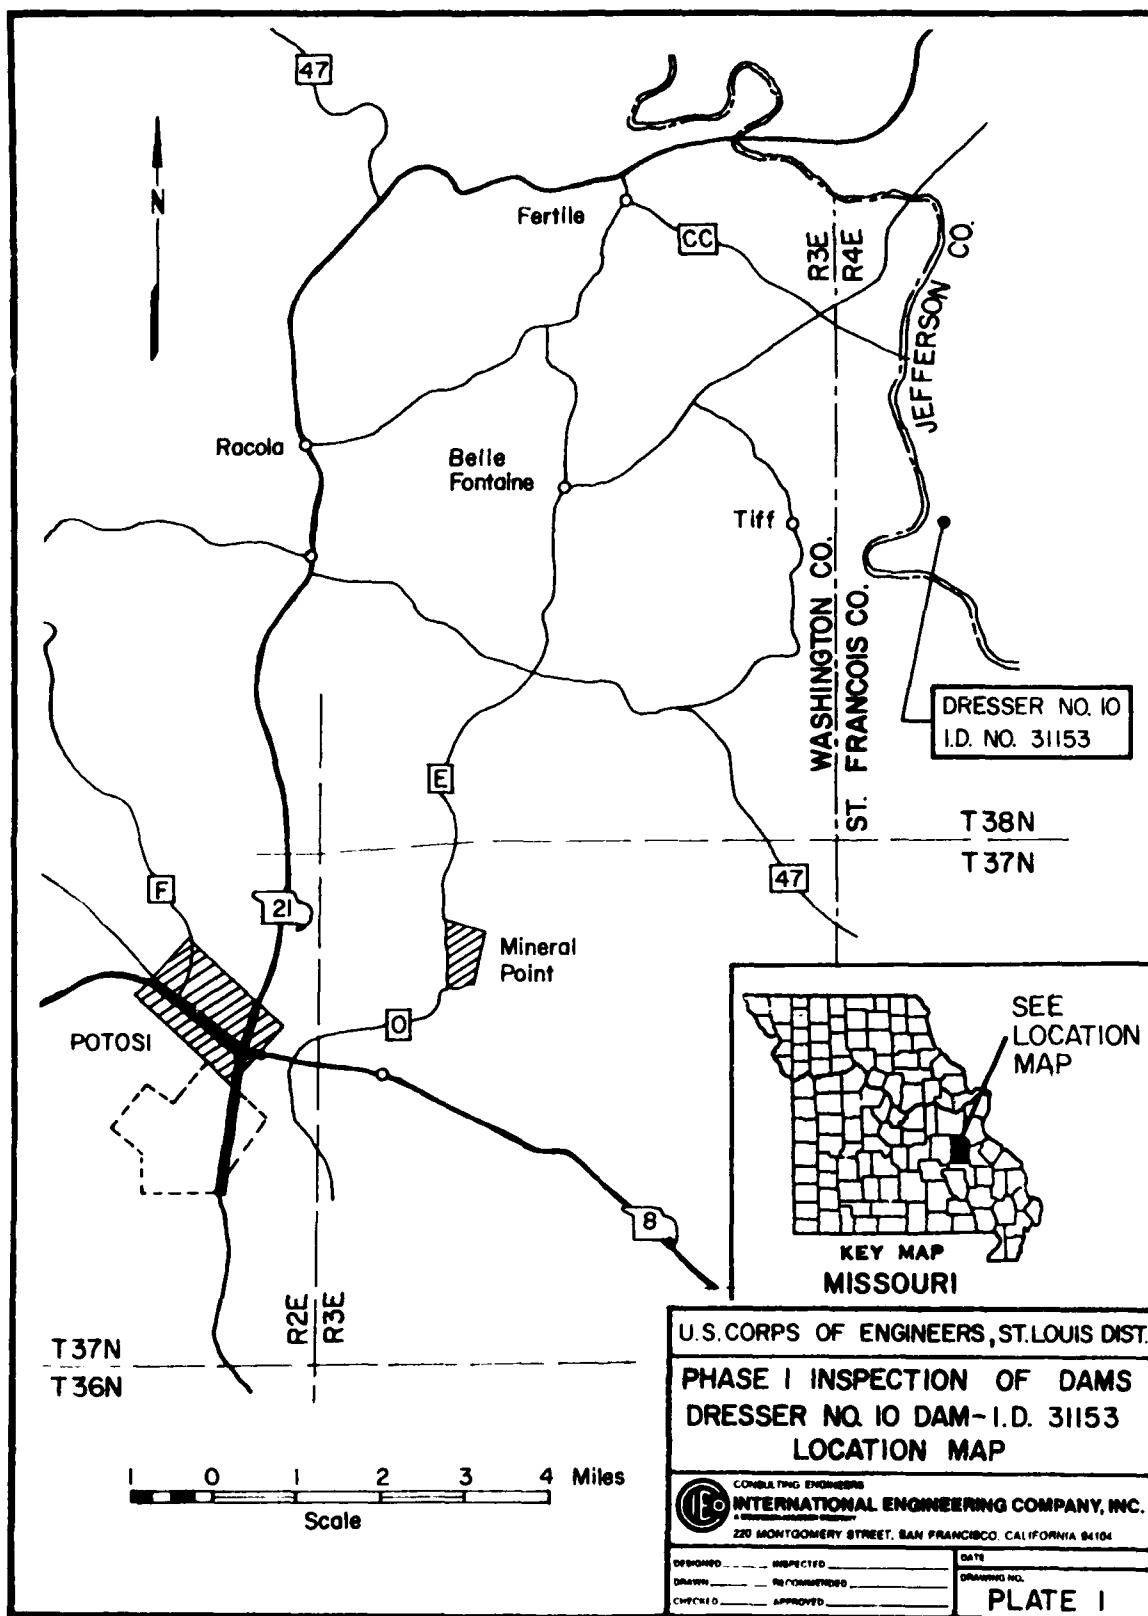 47
N
Fertile
CC
R3E
R4E
JEFFERSON CO.
Racola
Belle
Fontaine
Tiff
WASHINGTON CO.
ST. FRANCOIS CO.
DRESSER NO. 10
I.D. NO. 31153
E
T38N
T37N
F
47
21
Mineral
Point
O
POTOSI
8
SEE
LOCATION
MAP
KEY MAP
MISSOURI
R2E
R3E
T37N
T36N
1 0 1 2 3 4 Miles
Scale
U.S. CORPS OF ENGINEERS, ST. LOUIS DIST.
PHASE I INSPECTION OF DAMS
DRESSER NO. 10 DAM - I.D. 31153
LOCATION MAP
IECO
CONSULTING ENGINEERS
INTERNATIONAL ENGINEERING COMPANY, INC.
220 MONTGOMERY STREET, SAN FRANCISCO, CALIFORNIA 94104
DESIGNED INSPECTED
DRAWN RECOMMENDED
CHECKED APPROVED
DATE
DRAWING NO.
PLATE 1